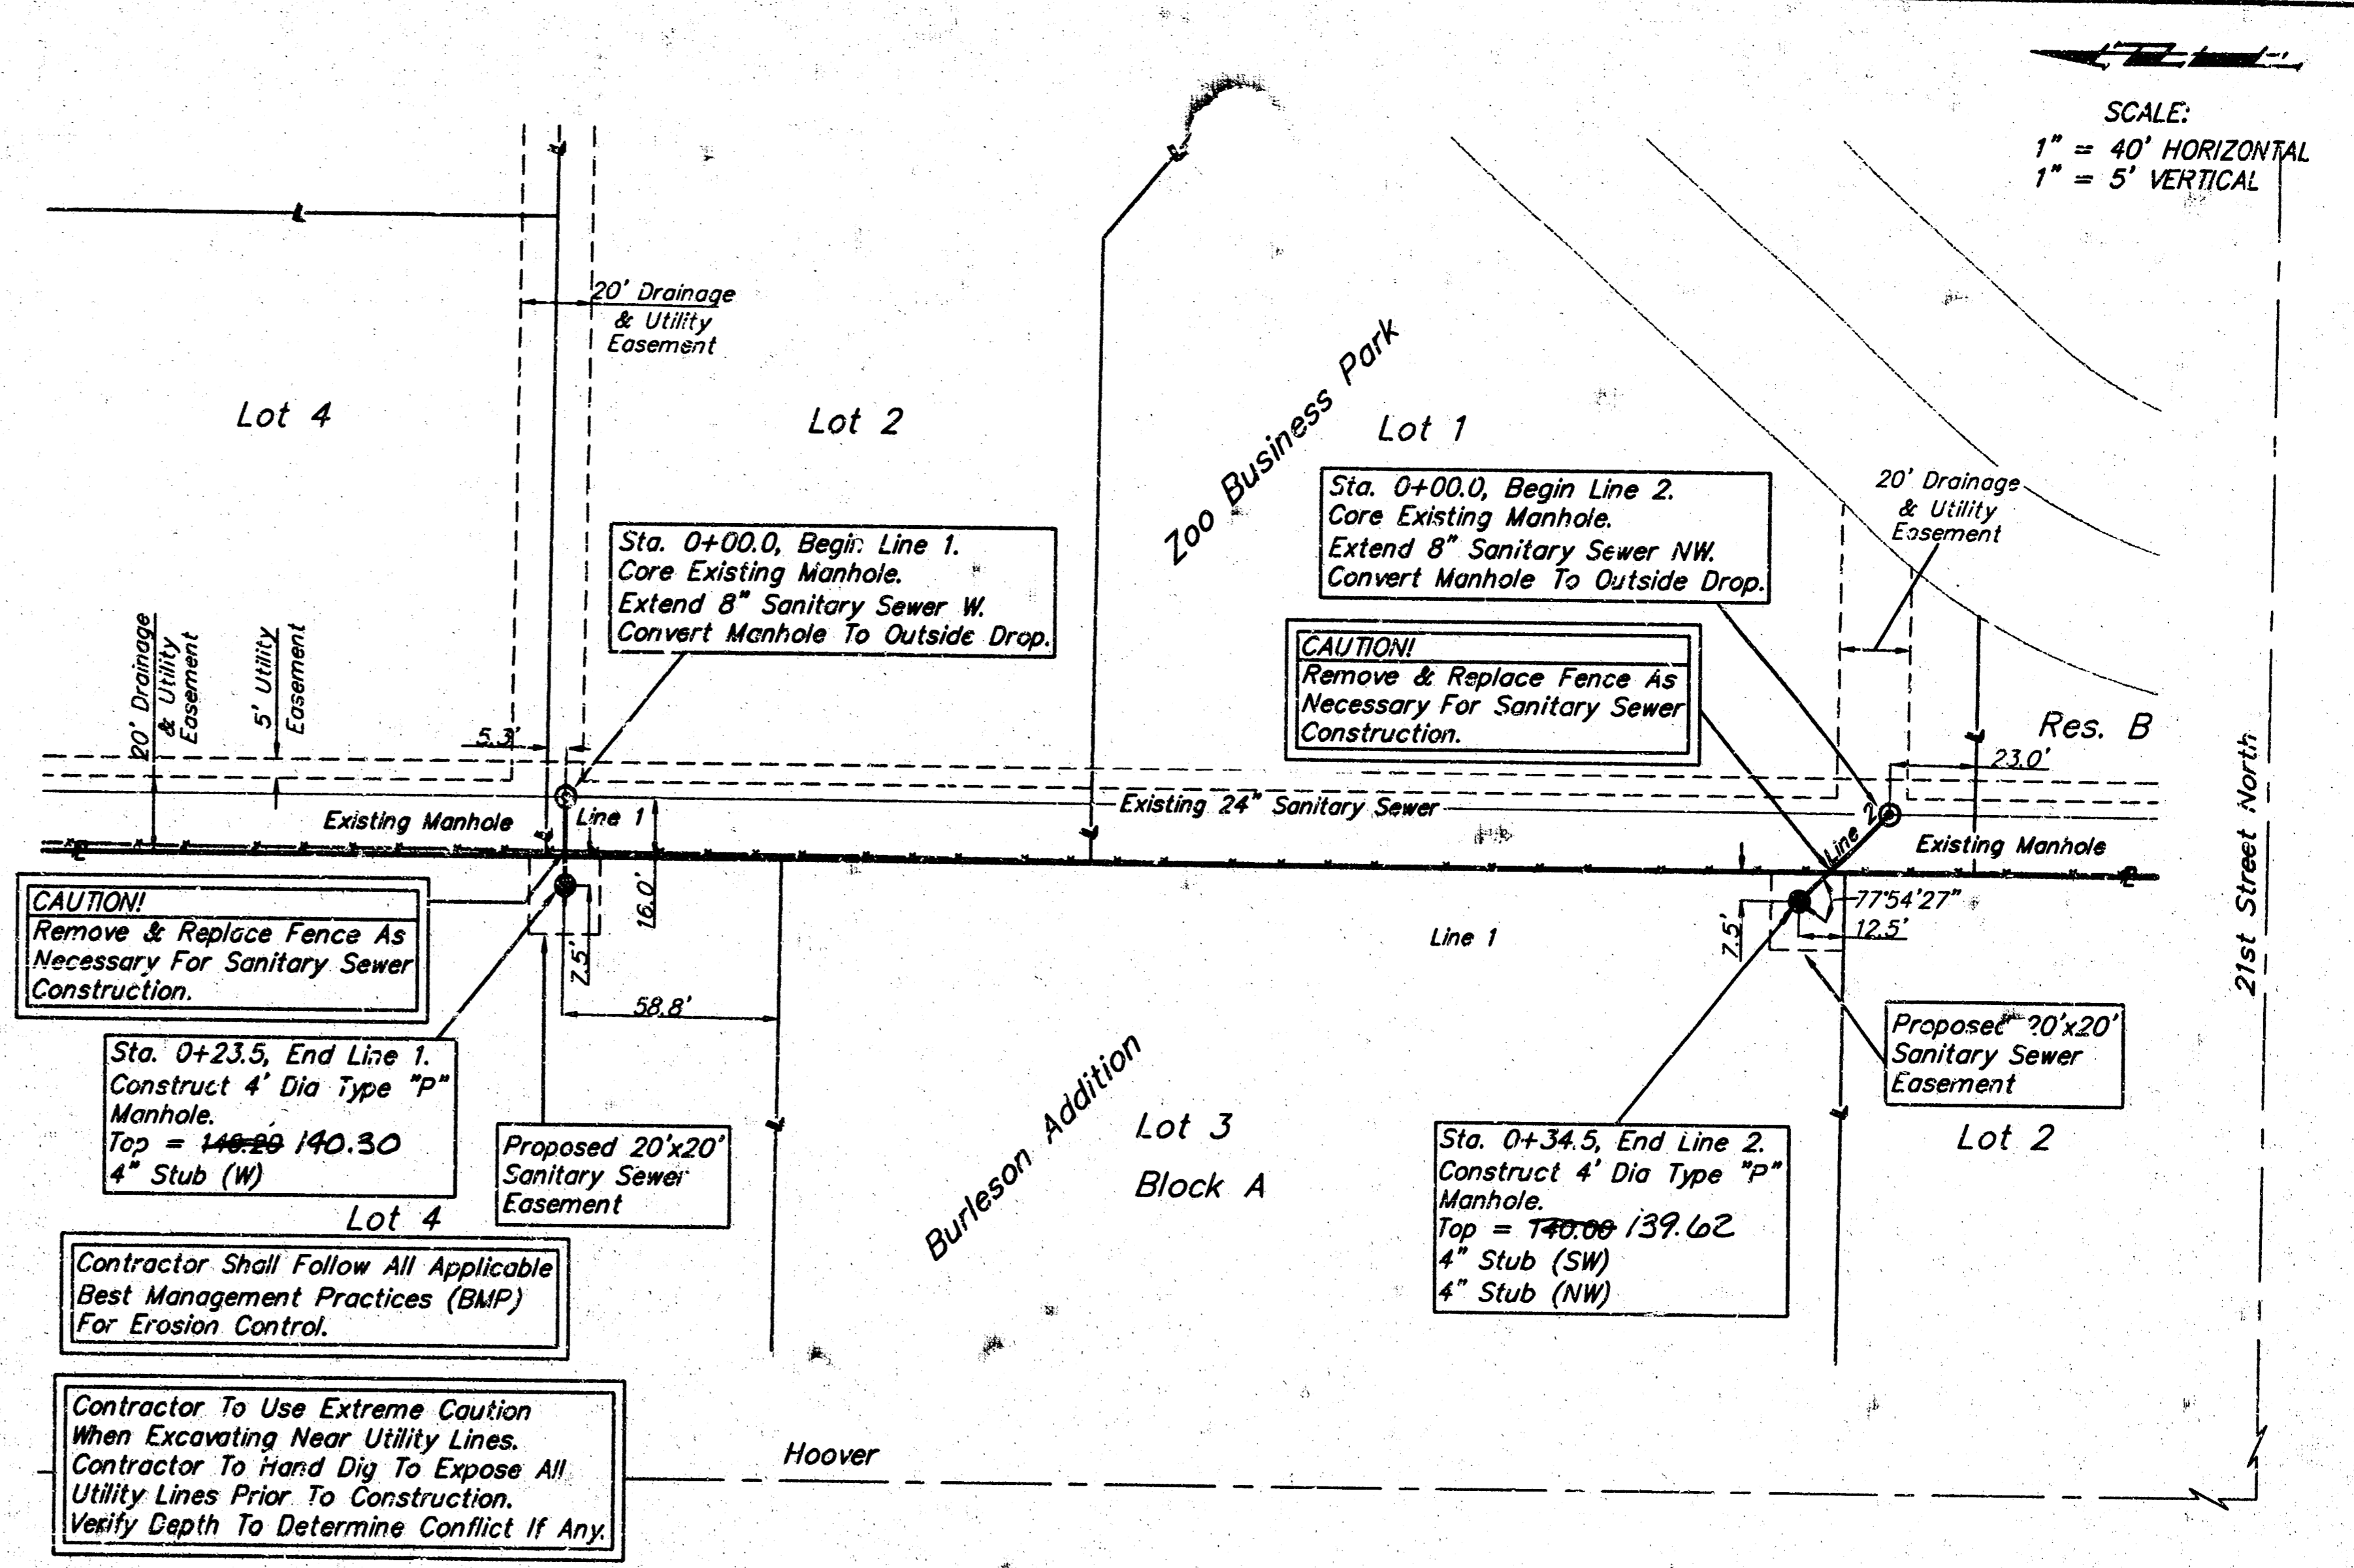 SCALE:
1" = 40' HORIZONTAL
1" = 5' VERTICAL
20' Drainage
& Utility
Easement
Lot 4
Lot 2
Zoo Business Park
Lot 1
Sta. 0+00.0, Begin Line 1.
Core Existing Manhole.
Extend 8" Sanitary Sewer W.
Convert Manhole To Outside Drop.
Sta. 0+00.0, Begin Line 2.
Core Existing Manhole.
Extend 8" Sanitary Sewer NW.
Convert Manhole To Outside Drop.
20' Drainage
& Utility
Easement
CAUTION!
Remove & Replace Fence As
Necessary For Sanitary Sewer
Construction.
20' Drainage
& Utility
Easement
5' Utility
Easement
5.3'
Res. B
23.0'
21st Street North
Existing Manhole
Line 1
Existing 24" Sanitary Sewer
Line 2
Existing Manhole
16.0'
7.5'
58.8'
Line 1
7.5'
77°54'27"
12.5'
CAUTION!
Remove & Replace Fence As
Necessary For Sanitary Sewer
Construction.
Sta. 0+23.5, End Line 1.
Construct 4' Dia Type "P"
Manhole.
Top = 140.20 140.30
4" Stub (W)
Proposed 20'x20'
Sanitary Sewer
Easement
Burleson Addition
Lot 3
Block A
Sta. 0+34.5, End Line 2.
Construct 4' Dia Type "P"
Manhole.
Top = 140.00 139.62
4" Stub (SW)
4" Stub (NW)
Proposed 20'x20'
Sanitary Sewer
Easement
Lot 2
Lot 4
Contractor Shall Follow All Applicable
Best Management Practices (BMP)
For Erosion Control.
Contractor To Use Extreme Caution
When Excavating Near Utility Lines.
Contractor To Hand Dig To Expose All
Utility Lines Prior To Construction.
Verify Depth To Determine Conflict If Any.
Hoover